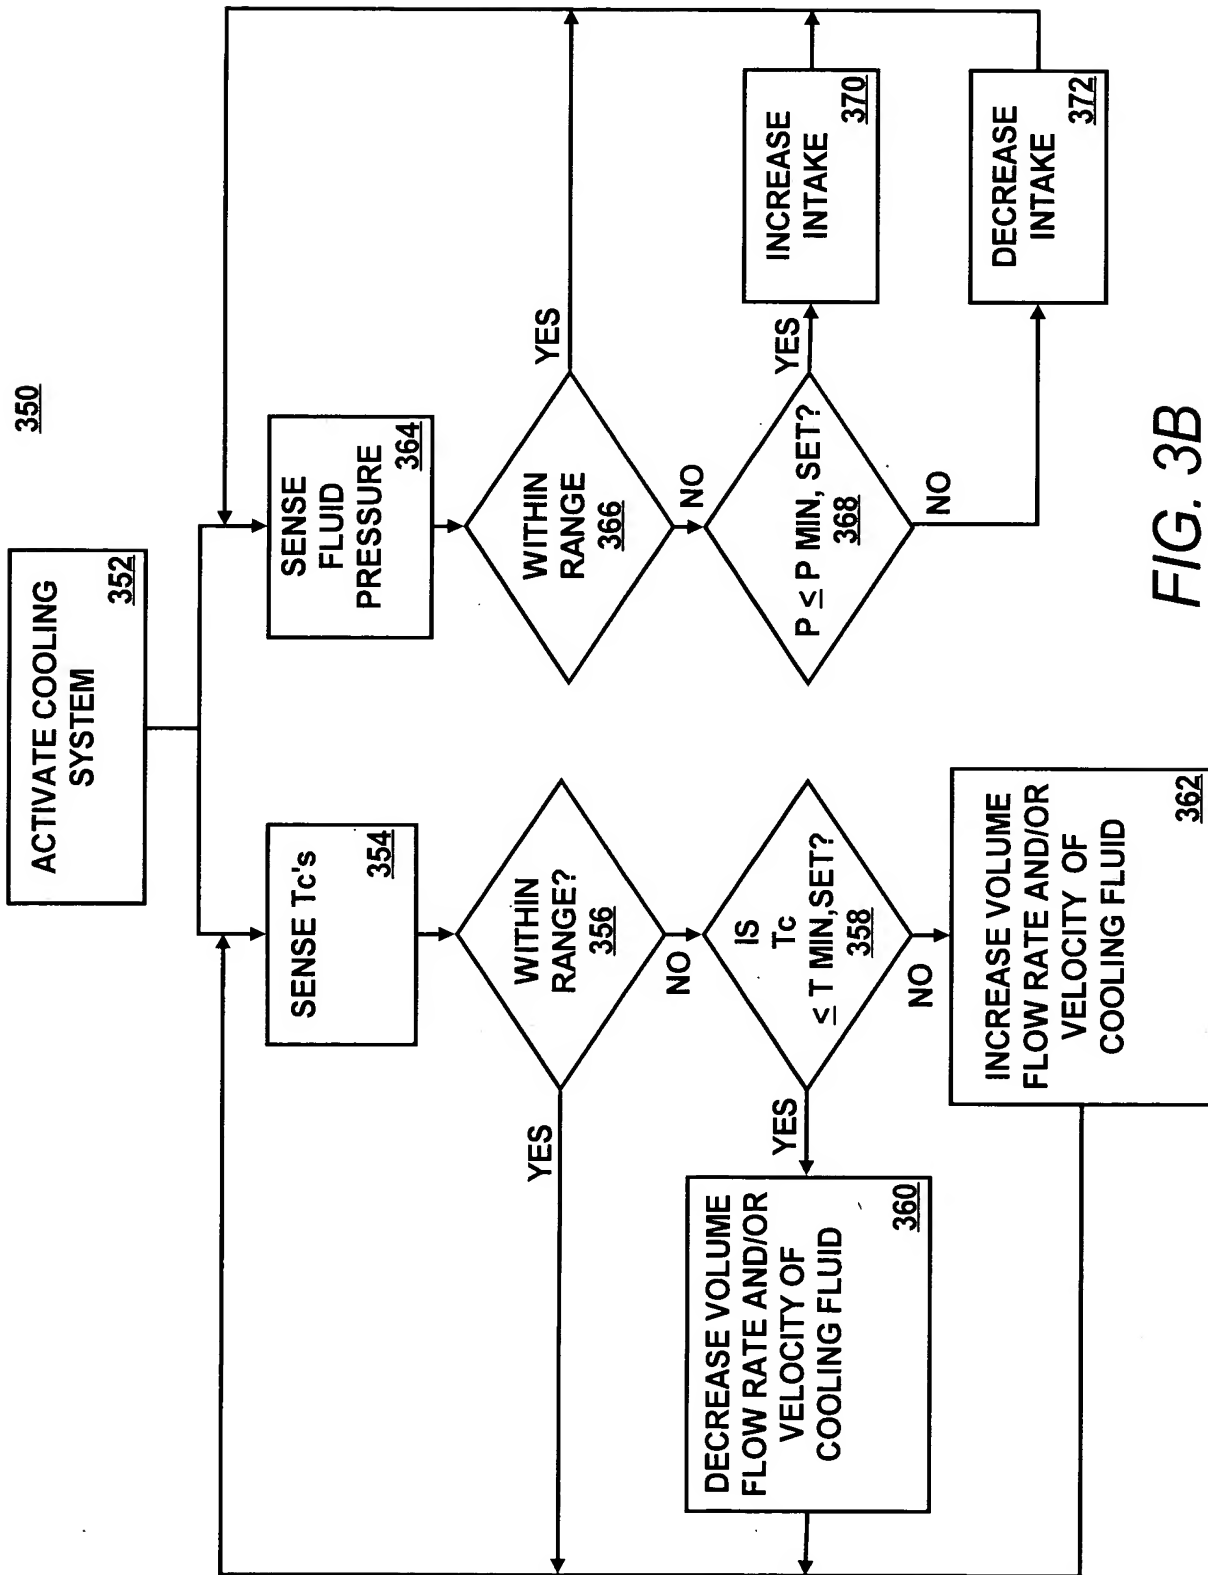 350
ACTIVATE COOLING
SYSTEM
352
SENSE Tc's
354
WITHIN
RANGE?
356
YES
NO
IS
Tc
≤ T MIN,SET?
358
YES
NO
DECREASE VOLUME
FLOW RATE AND/OR
VELOCITY OF
COOLING FLUID
360
INCREASE VOLUME
FLOW RATE AND/OR
VELOCITY OF
COOLING FLUID
362
SENSE
FLUID
PRESSURE
364
WITHIN
RANGE
366
YES
NO
P ≤ P MIN, SET?
368
YES
NO
INCREASE
INTAKE
370
DECREASE
INTAKE
372
FIG. 3B